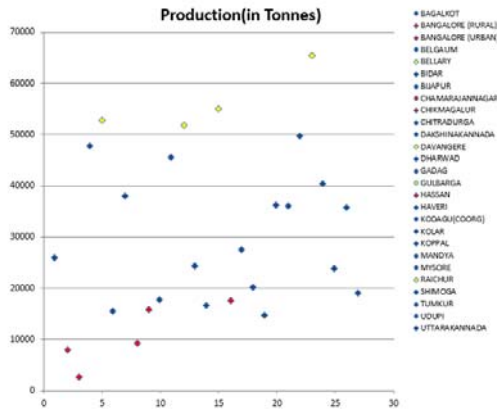 Production(in Tonnes)
70000
60000
50000
40000
30000
20000
10000
0
0 5 10 15 20 25 30
BAGALKOT
BANGALORE (RURAL)
BANGALORE (URBAN)
BELGAUM
BELLARY
BIDAR
BIJAPUR
CHAMARAJANNAGAR
CHIKMAGALUR
CHITRADURGA
DAKSHINAKANNADA
DAVANGERE
DHARWAD
GADAG
GULBARGA
HASSAN
HAVERI
KODAGU(COORG)
KOLAR
KOPPAL
MANDYA
MYSORE
RAICHUR
SHIMOGA
TUMKUR
UDUPI
UTTARAKANNADA